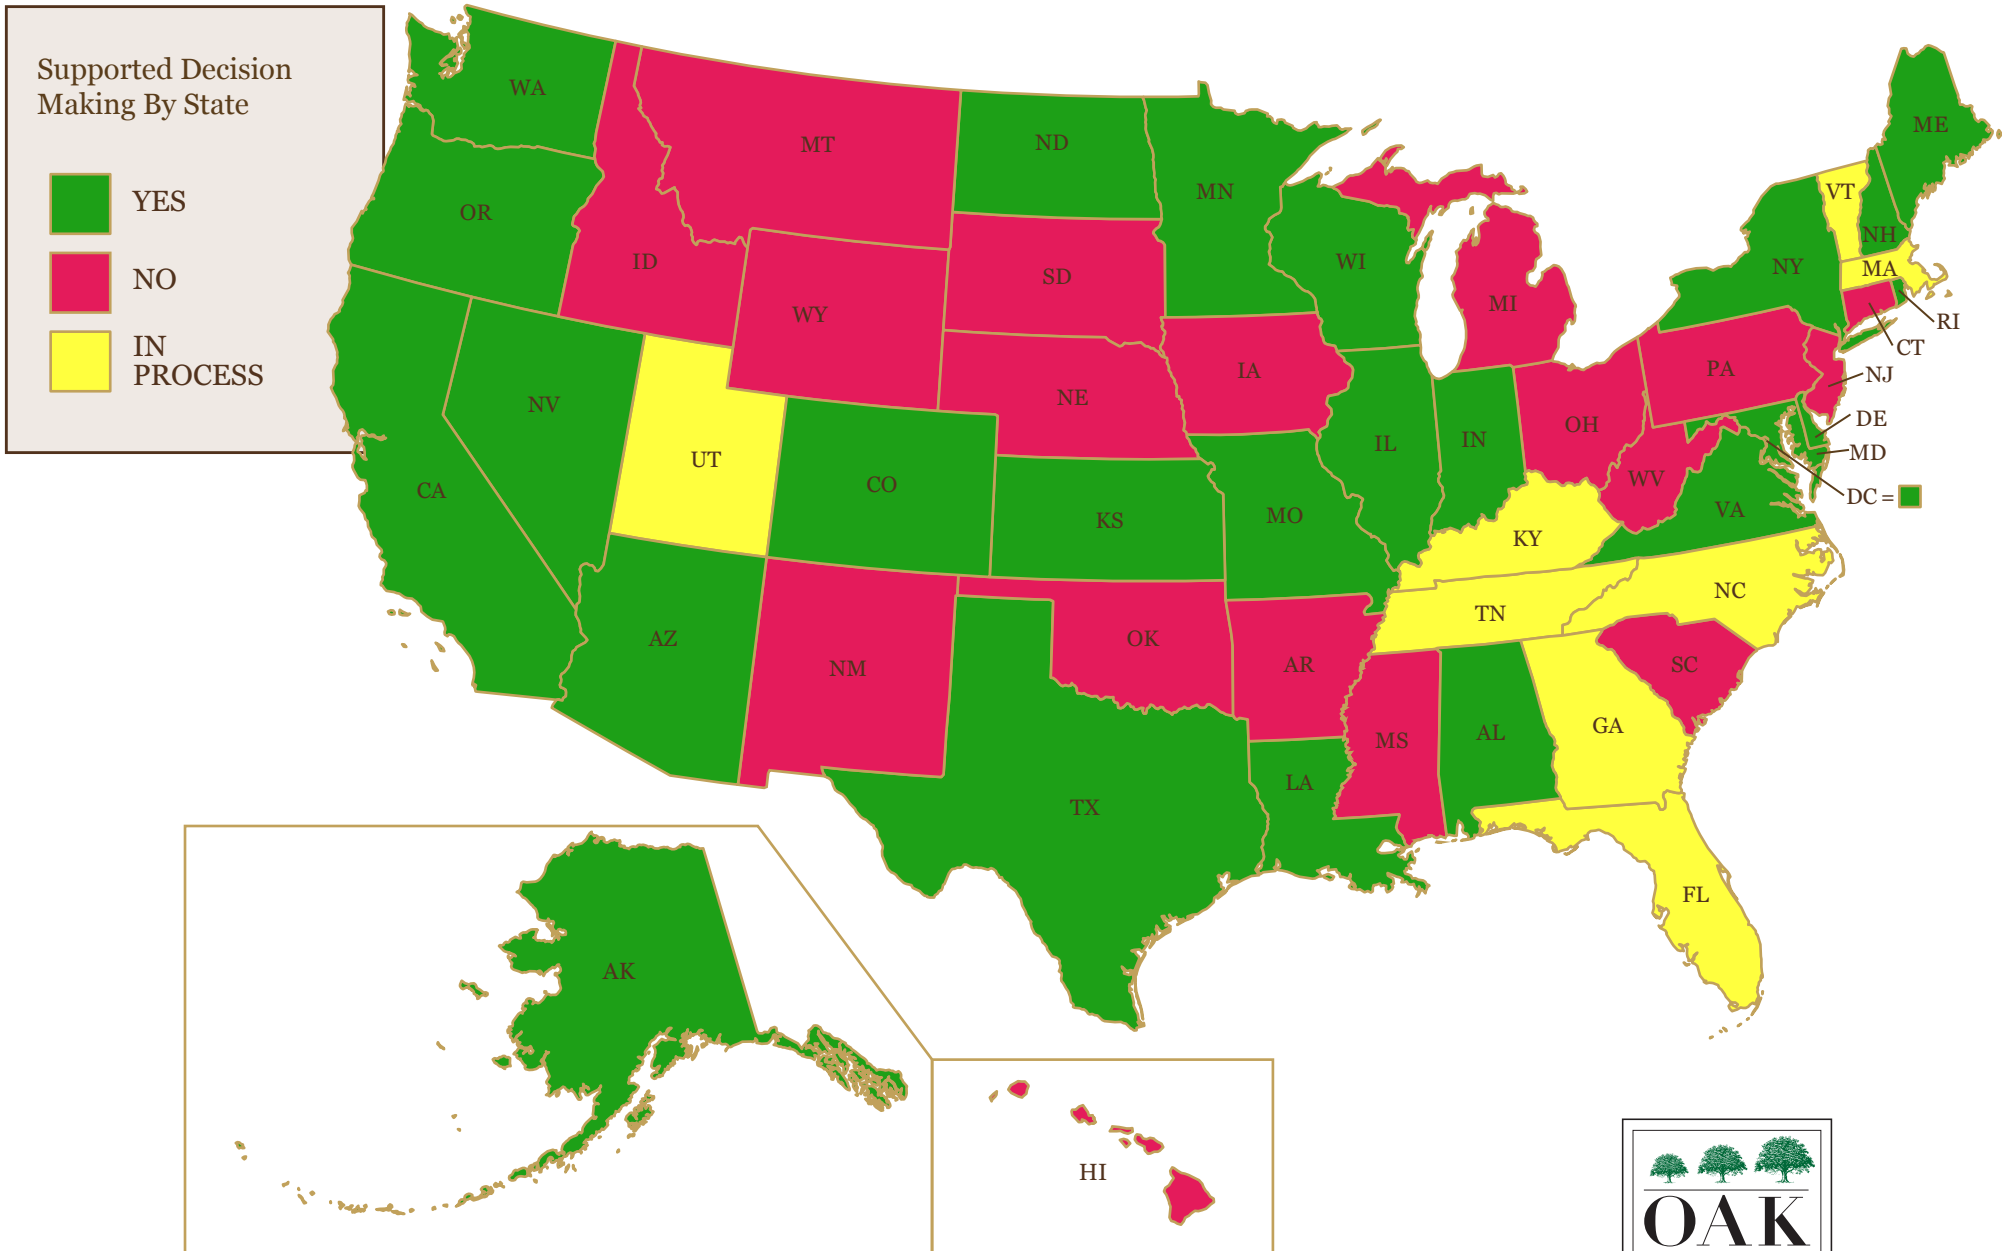 Supported Decision
Making By State
YES
NO
IN
PROCESS
WA
MT
ND
MN
ME
OR
ID
SD
WI
VT
NH
NY
MA
WY
MI
RI
CT
NV
NE
IA
PA
NJ
UT
CO
IL
IN
OH
DE
MD
CA
KS
MO
WV
VA
DC =
KY
AZ
NM
OK
AR
TN
NC
SC
TX
LA
MS
AL
GA
FL
AK
HI
OAK